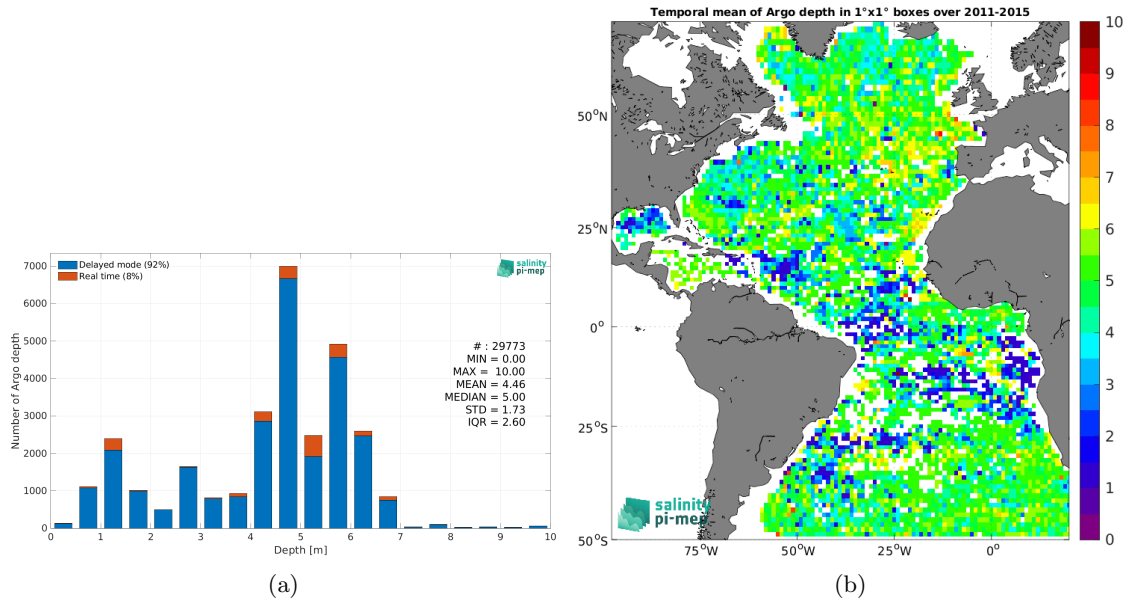 Delayed mode (92%)
Real time (8%)
salinity
pi-mep
7000
6000
5000
4000
3000
2000
1000
0
Number of Argo depth
# : 29773
MIN = 0.00
MAX = 10.00
MEAN = 4.46
MEDIAN = 5.00
STD = 1.73
IQR = 2.60
0 1 2 3 4 5 6 7 8 9 10
Depth [m]
(a)
Temporal mean of Argo depth in 1°x1° boxes over 2011-2015
50°N
25°N
0°
25°S
50°S
75°W 50°W 25°W 0°
salinity
pi-mep
10
9
8
7
6
5
4
3
2
1
0
(b)